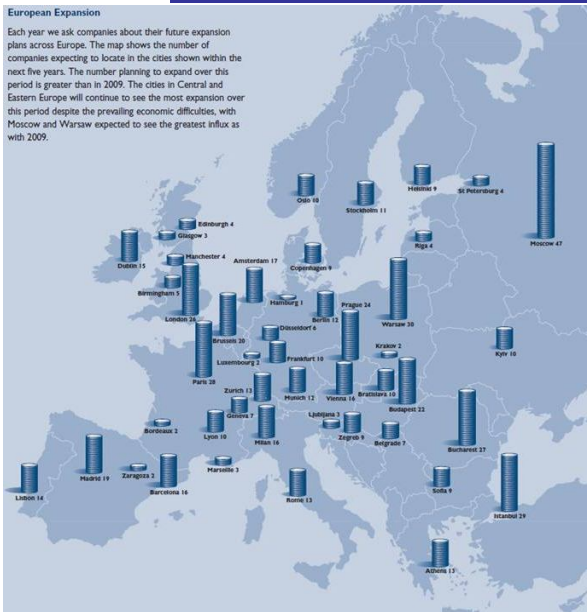 European Expansion
Each year we ask companies about their future expansion
plans across Europe. The map shows the number of
companies expecting to locate in the cities shown within the
next five years. The number planning to expand over this
period is greater than in 2009. The cities in Central and
Eastern Europe will continue to see the most expansion over
this period despite the prevailing economic difficulties, with
Moscow and Warsaw expected to see the greatest influx as
with 2009.
Helsinki 9
St Petersburg 4
Oslo 10
Stockholm 11
Edinburgh 4
Glasgow 3
Moscow 47
Riga 4
Manchester 4
Dublin 15
Amsterdam 17
Copenhagen 9
Birmingham 5
Hamburg 1
Prague 24
London 26
Berlin 12
Warsaw 30
Düsseldorf 6
Brussels 20
Krakov 2
Kyiv 10
Frankfurt 10
Luxembourg 2
Paris 28
Zurich 13
Munich 12
Vienna 16
Bratislava 10
Budapest 22
Geneva 7
Ljubljana 3
Bordeaux 2
Lyon 10
Milan 16
Zegreb 9
Belgrade 7
Bucharest 27
Marseille 3
Madrid 19
Zaragoza 2
Barcelona 16
Lisbon 14
Rome 13
Sofia 9
Istanbul 29
Athens 13